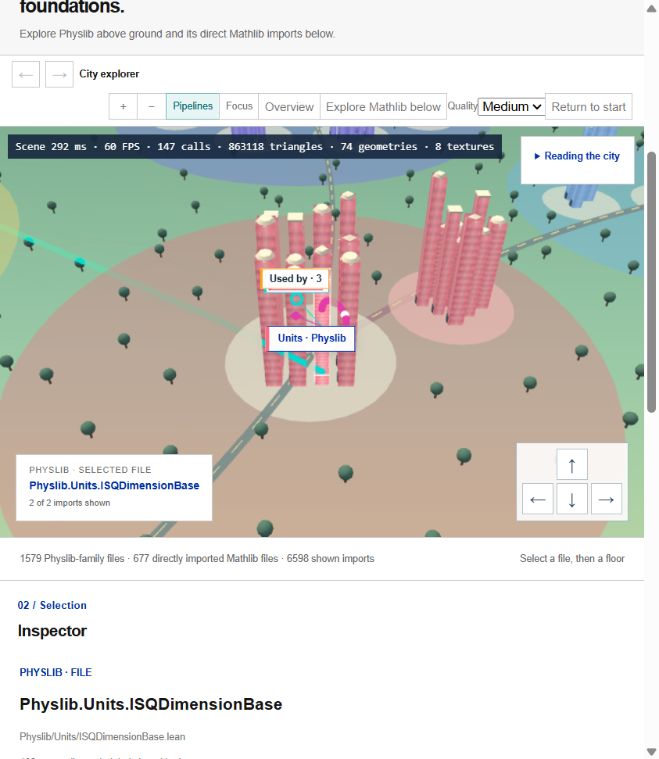 foundations.
Explore Physlib above ground and its direct Mathlib imports below.
← → City explorer
+ − Pipelines Focus Overview Explore Mathlib below Quality Medium Return to start
Scene 292 ms · 60 FPS · 147 calls · 863118 triangles · 74 geometries · 8 textures
▸ Reading the city
Used by · 3
Units · Physlib
PHYSLIB · SELECTED FILE
Physlib.Units.ISQDimensionBase
2 of 2 imports shown
↑
← ↓ →
1579 Physlib-family files · 677 directly imported Mathlib files · 6598 shown imports
Select a file, then a floor
02 / Selection
Inspector
PHYSLIB · FILE
Physlib.Units.ISQDimensionBase
Physlib/Units/ISQDimensionBase.lean